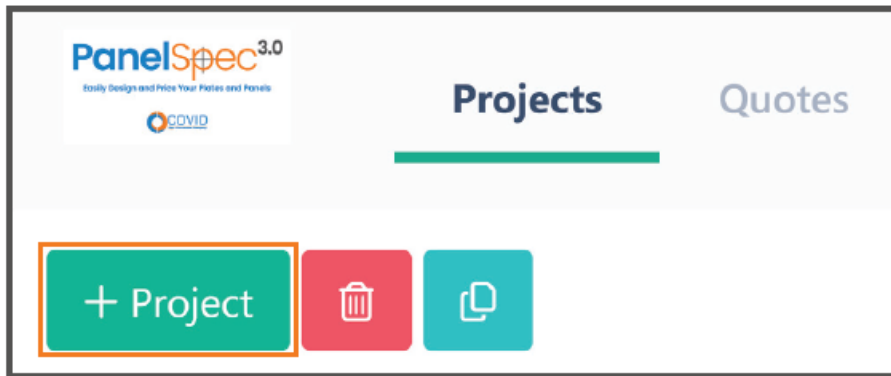 PanelSpec 3.0
Easily Design and Price Your Plates and Panels
COVID
Projects Quotes
+ Project